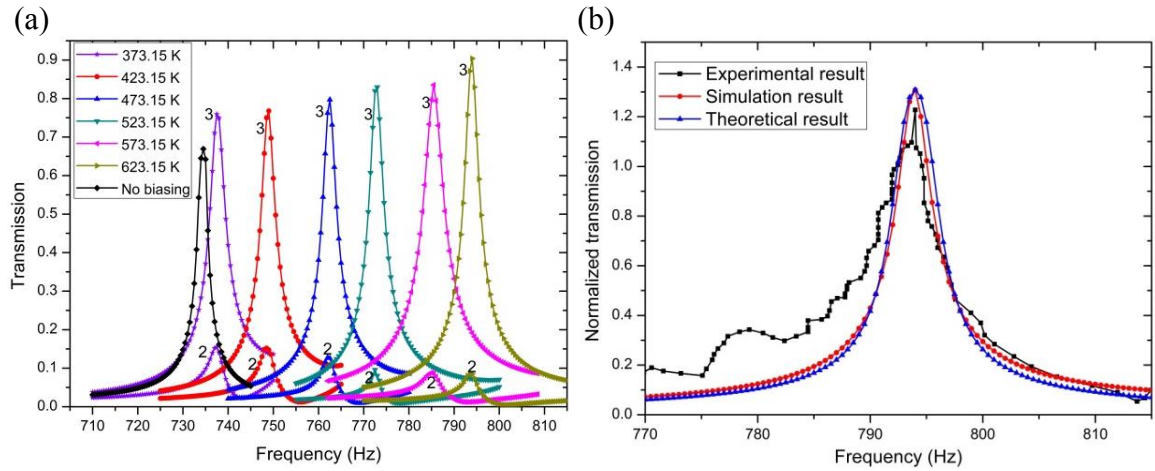 (a)
(b)
373.15 K
423.15 K
473.15 K
523.15 K
573.15 K
623.15 K
No biasing
3 3 3 3 3 3
2 2 2 2 2 2
Transmission
0.9
0.8
0.7
0.6
0.5
0.4
0.3
0.2
0.1
0.0
710 720 730 740 750 760 770 780 790 800 810
Frequency (Hz)
Experimental result
Simulation result
Theoretical result
Normalized transmission
1.4
1.2
1.0
0.8
0.6
0.4
0.2
0.0
770 780 790 800 810
Frequency (Hz)